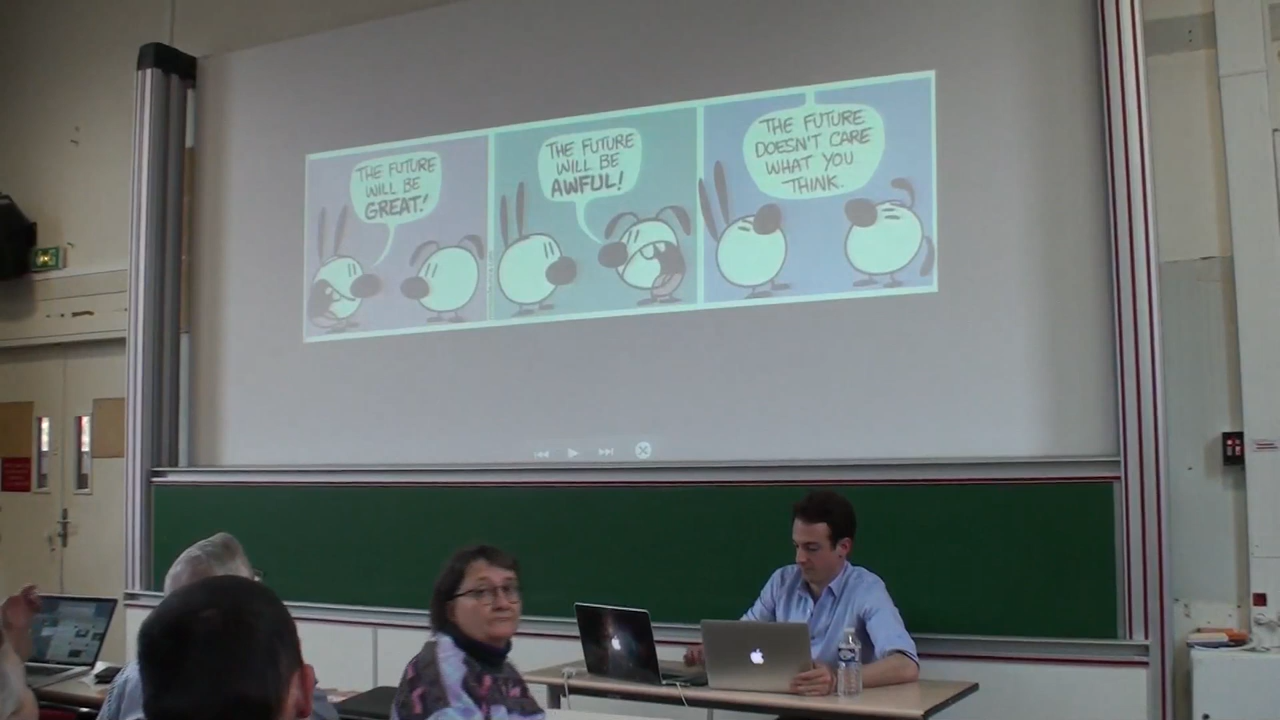 THE FUTURE
WILL BE
GREAT!
THE FUTURE
WILL BE
AWFUL!
THE FUTURE
DOESN'T CARE
WHAT YOU
THINK.